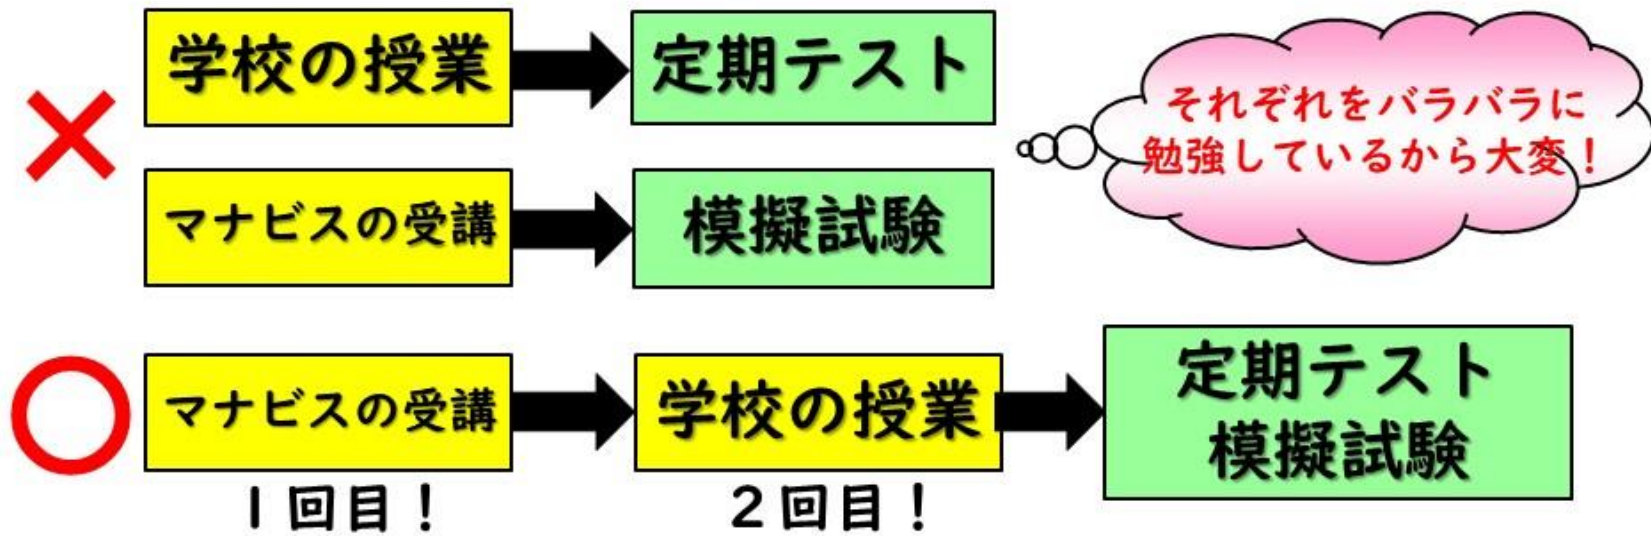 学校の授業
定期テスト
それぞれをバラバラに
勉強しているから大変！
マナビスの受講
模擬試験
マナビスの受講
学校の授業
定期テスト
模擬試験
1回目！
2回目！